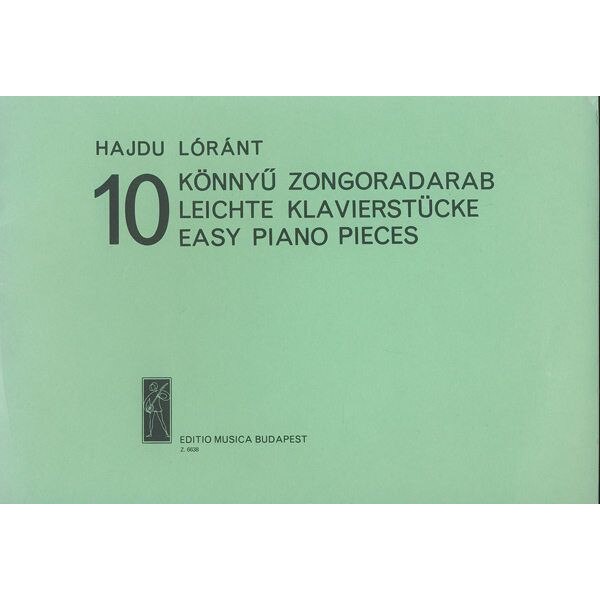 HAJDU LÓRÁNT
10 KÖNNYŰ ZONGORADARAB
LEICHTE KLAVIERSTÜCKE
EASY PIANO PIECES
EDITIO MUSICA BUDAPEST
Z. 6638